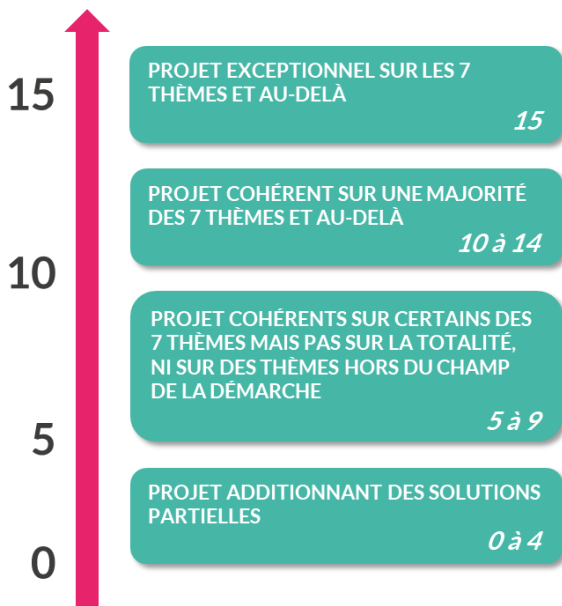 15
PROJET EXCEPTIONNEL SUR LES 7
THÈMES ET AU-DELÀ
15
PROJET COHÉRENT SUR UNE MAJORITÉ
DES 7 THÈMES ET AU-DELÀ
10 à 14
10
PROJET COHÉRENTS SUR CERTAINS DES
7 THÈMES MAIS PAS SUR LA TOTALITÉ,
NI SUR DES THÈMES HORS DU CHAMP
DE LA DÉMARCHE
5 à 9
5
PROJET ADDITIONNANT DES SOLUTIONS
PARTIELLES
0 à 4
0